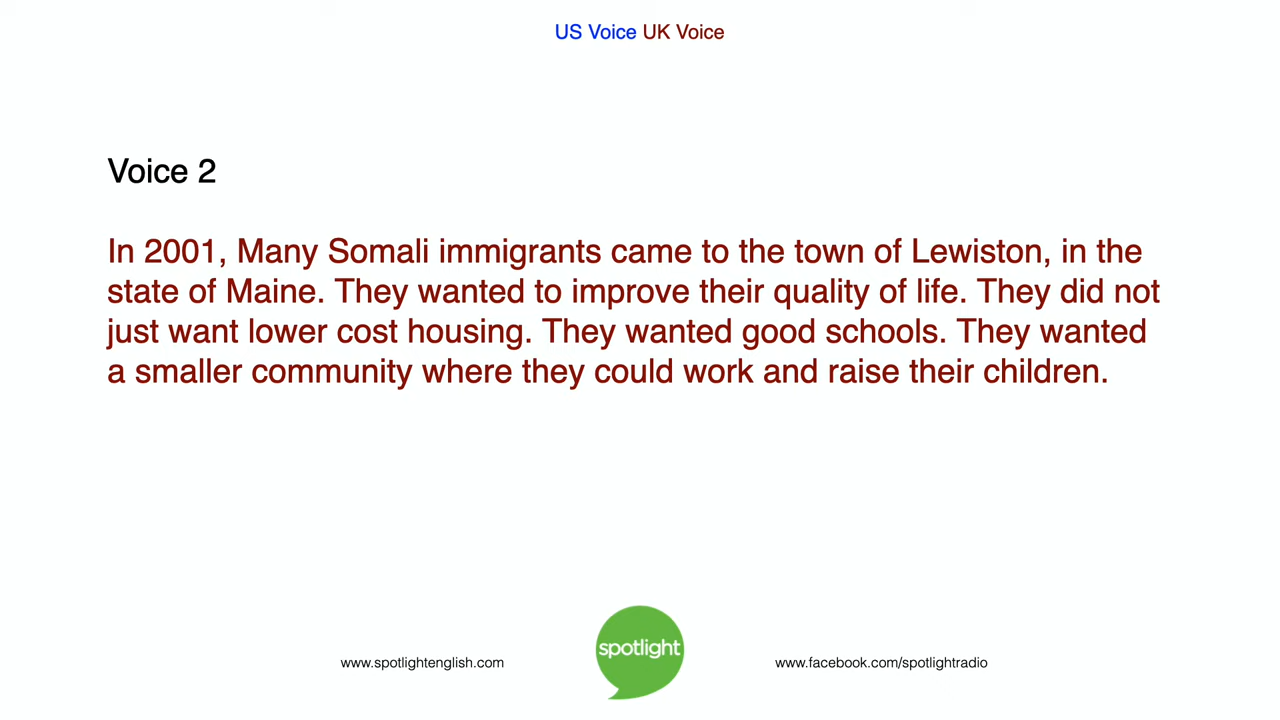 US Voice UK Voice
Voice 2
In 2001, Many Somali immigrants came to the town of Lewiston, in the
state of Maine. They wanted to improve their quality of life. They did not
just want lower cost housing. They wanted good schools. They wanted
a smaller community where they could work and raise their children.
spotlight
www.spotlightenglish.com
www.facebook.com/spotlightradio